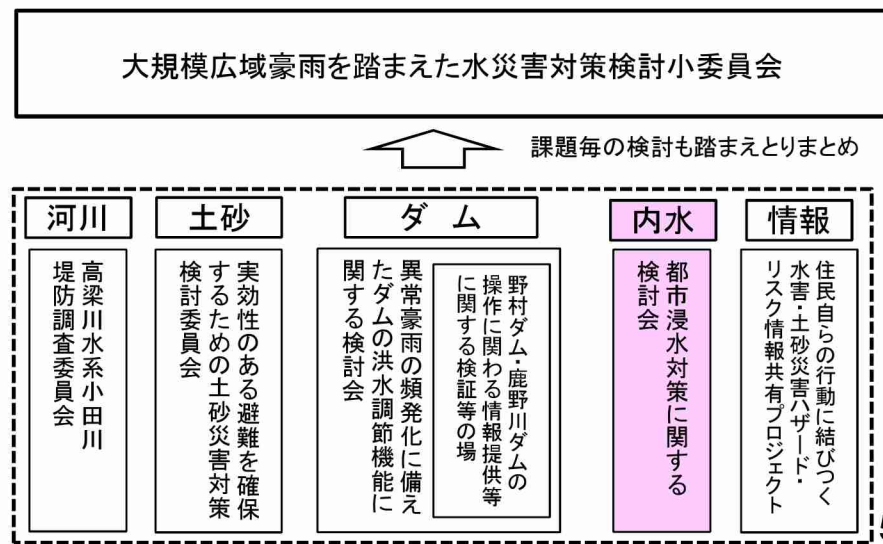 大規模広域豪雨を踏まえた水災害対策検討小委員会
課題毎の検討も踏まえとりまとめ
河川
高梁川水系小田川
堤防調査委員会
土砂
実効性のある避難を確保
するための土砂災害対策
検討委員会
ダム
異常豪雨の頻発化に備え
たダムの洪水調節機能に
関する検討会
野村ダム・鹿野川ダムの
操作に関わる情報提供等
に関する検証等の場
内水
都市浸水対策に関する
検討会
情報
住民自らの行動に結びつく
水害・土砂災害ハザード・
リスク情報共有プロジェクト